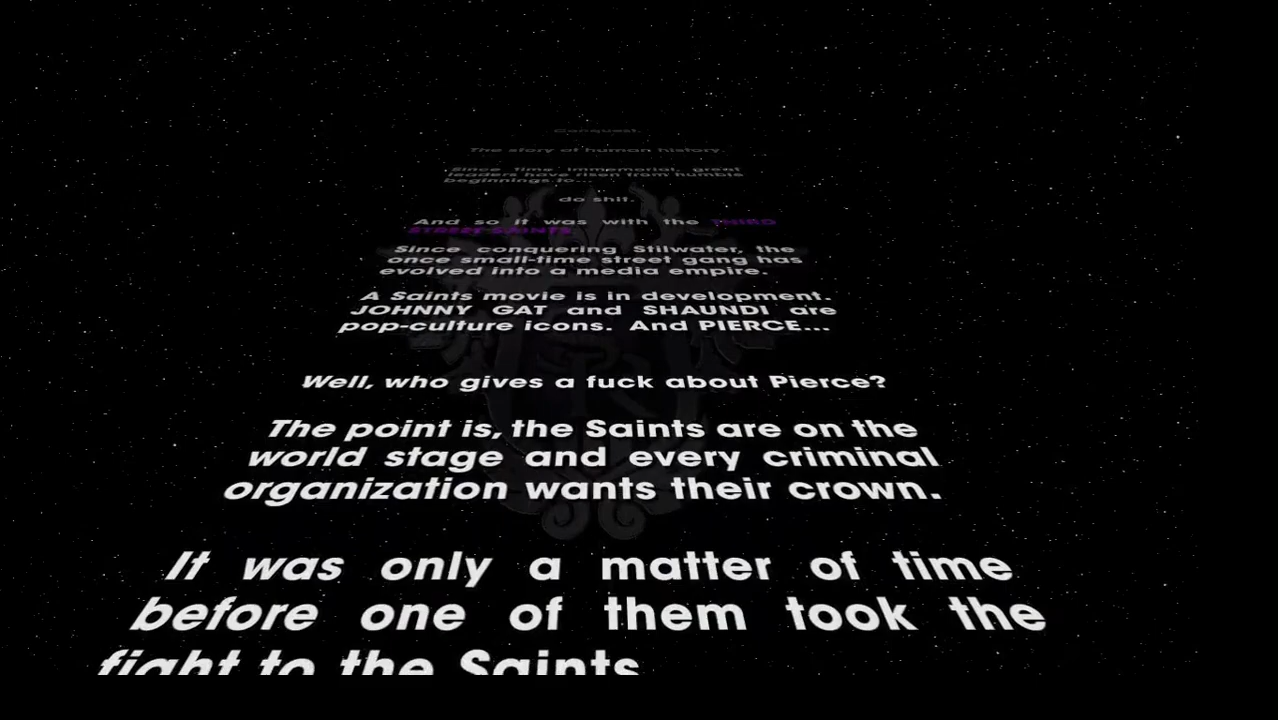 Conquest.
The story of human history.
Since time immemorial, great
leaders have risen from humble
beginnings to...
do shit.
And so it was with the THIRD
STREET SAINTS.
Since conquering Stilwater, the
once small-time street gang has
evolved into a media empire.
A Saints movie is in development.
JOHNNY GAT and SHAUNDI are
pop-culture icons. And PIERCE...
Well, who gives a fuck about Pierce?
The point is, the Saints are on the
world stage and every criminal
organization wants their crown.
It was only a matter of time
before one of them took the
fight to the Saints